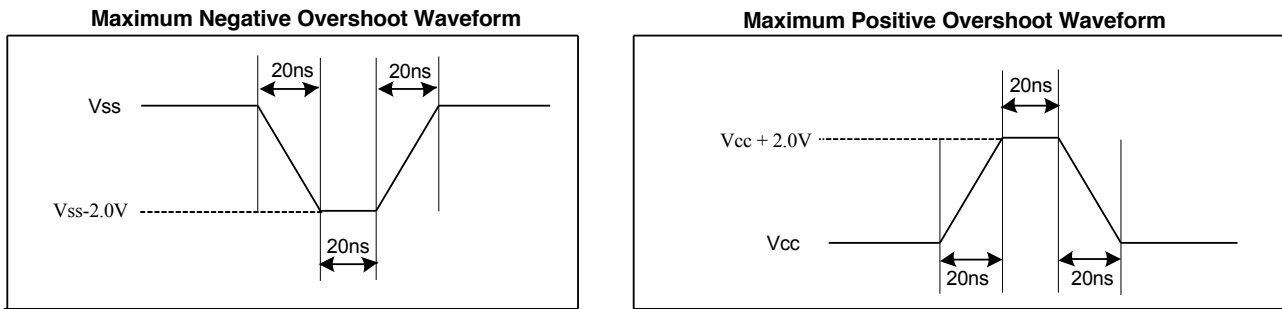 Maximum Negative Overshoot Waveform
20ns
20ns
Vss
Vss-2.0V
20ns
Maximum Positive Overshoot Waveform
20ns
Vcc + 2.0V
Vcc
20ns
20ns